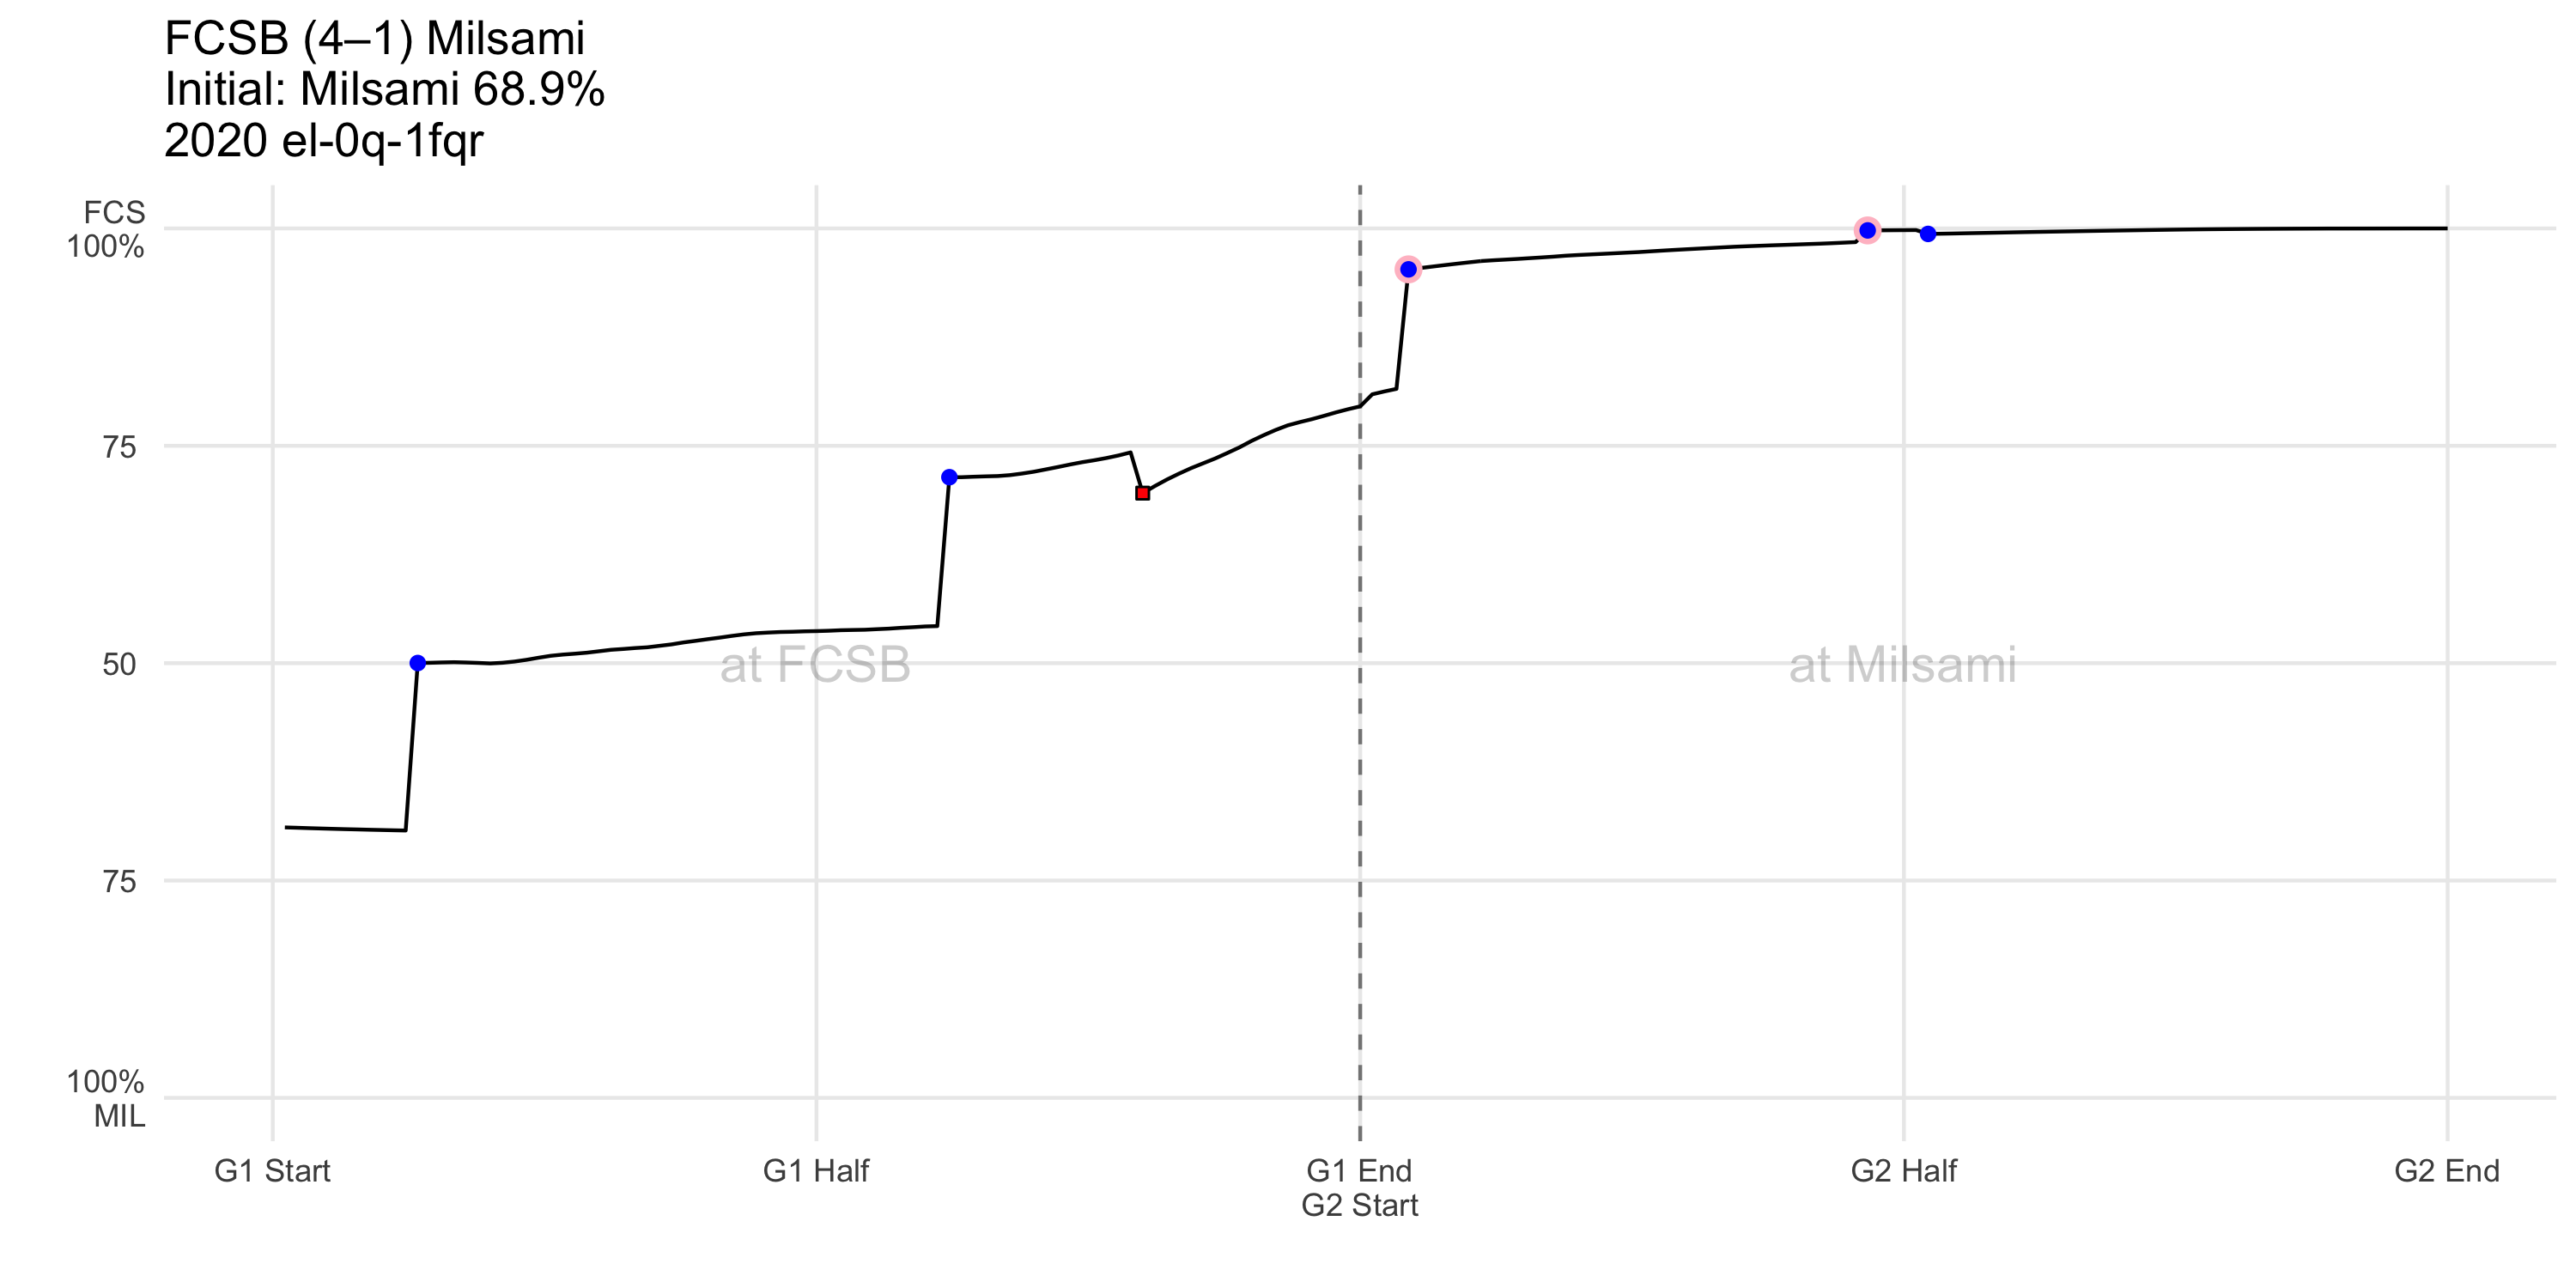 FCSB (4–1) Milsami
Initial: Milsami 68.9%
2020 el-0q-1fqr
FCS
100%
75
50
75
100%
MIL
at FCSB
at Milsami
G1 Start
G1 Half
G1 End
G2 Start
G2 Half
G2 End